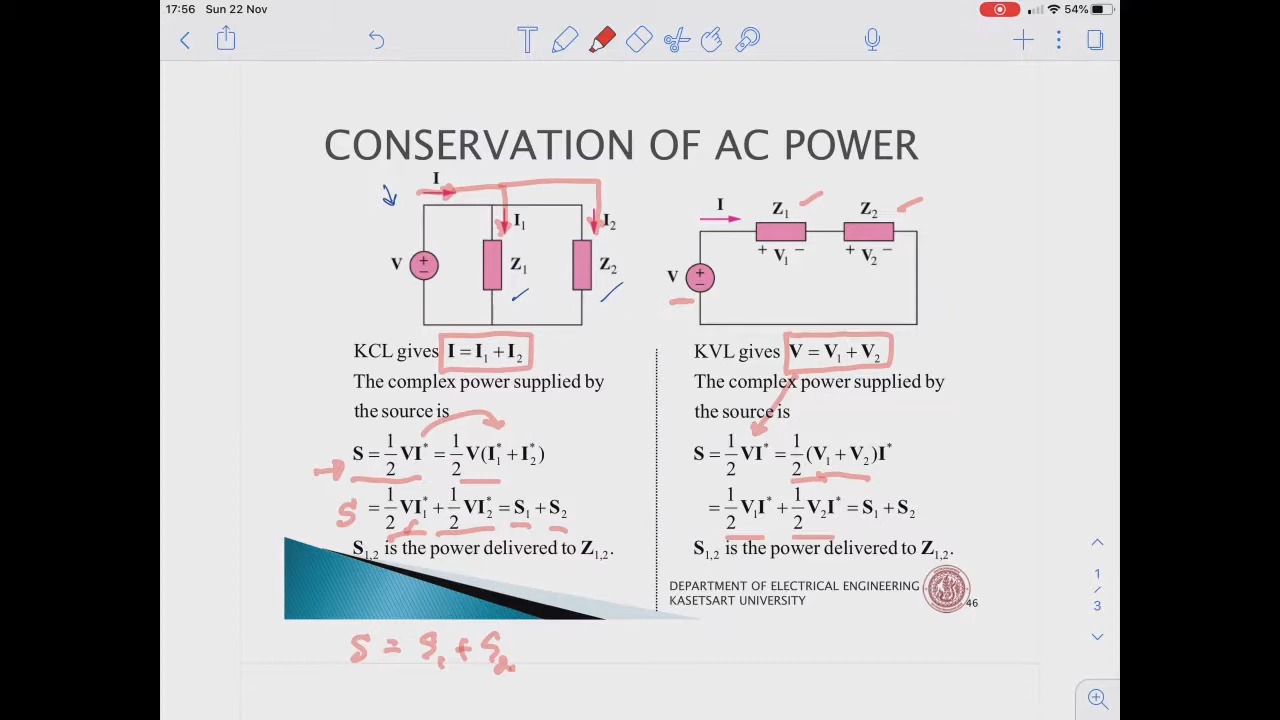 17:56 Sun 22 Nov
54%
CONSERVATION OF AC POWER
I
I₁ I₂
V Z₁ Z₂
KCL gives I = I₁ + I₂
The complex power supplied by
the source is
S = 1/2 VI* = 1/2 V(I₁* + I₂*)
S = 1/2 VI₁* + 1/2 VI₂* = S₁ + S₂
S₁,₂ is the power delivered to Z₁,₂.
I Z₁ Z₂
+ V₁ − + V₂ −
V
KVL gives V = V₁ + V₂
The complex power supplied by
the source is
S = 1/2 VI* = 1/2 (V₁ + V₂)I*
= 1/2 V₁I* + 1/2 V₂I* = S₁ + S₂
S₁,₂ is the power delivered to Z₁,₂.
DEPARTMENT OF ELECTRICAL ENGINEERING
KASETSART UNIVERSITY
46
S = S₁ + S₂
1
/
3